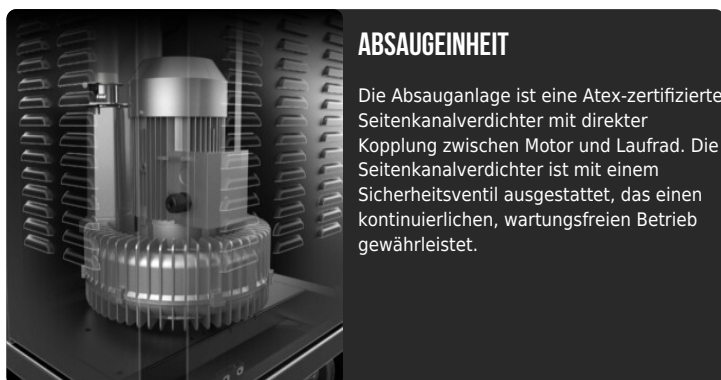 ABSAUGEINHEIT
Die Absauganlage ist eine Atex-zertifizierte
Seitenkanalverdichter mit direkter
Kopplung zwischen Motor und Laufrad. Die
Seitenkanalverdichter ist mit einem
Sicherheitsventil ausgestattet, das einen
kontinuierlichen, wartungsfreien Betrieb
gewährleistet.